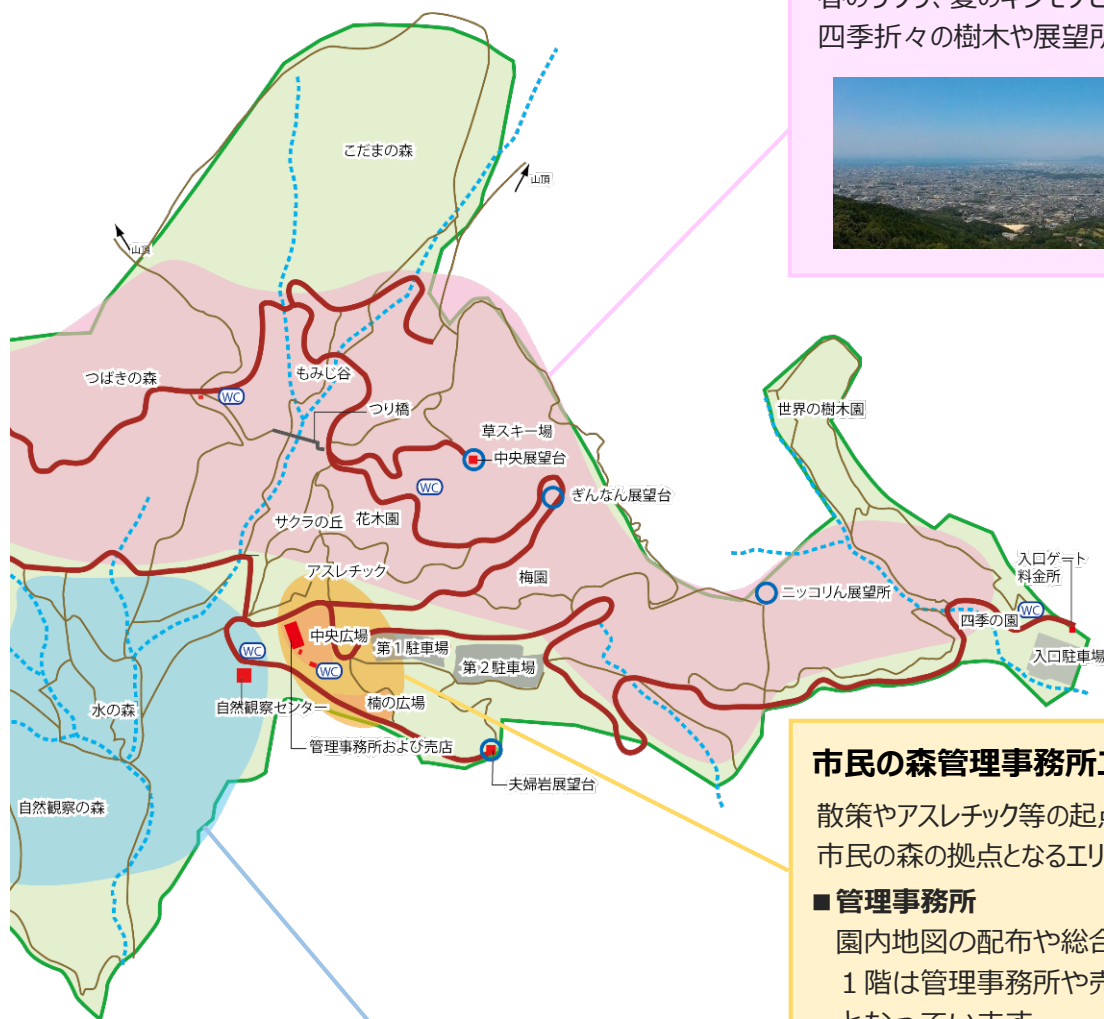 四季折々の樹木や展望所
こだまの森
山頂
山頂
つばきの森
WC
もみじ谷
つり橋
草スキー場
中央展望台
WC
ぎんなん展望台
サクラの丘
花木園
アスレチック
梅園
世界の樹木園
ニッコりん展望所
入口ゲート
料金所
WC
四季の園
入口駐車場
中央広場
第1駐車場
第2駐車場
WC
WC
自然観察センター
楠の広場
水の森
管理事務所および売店
夫婦岩展望台
自然観察の森
市民の森管理事務所
散策やアスレチック等の起点
市民の森の拠点となるエリ
■管理事務所
園内地図の配布や総合
1階は管理事務所や売
となっています